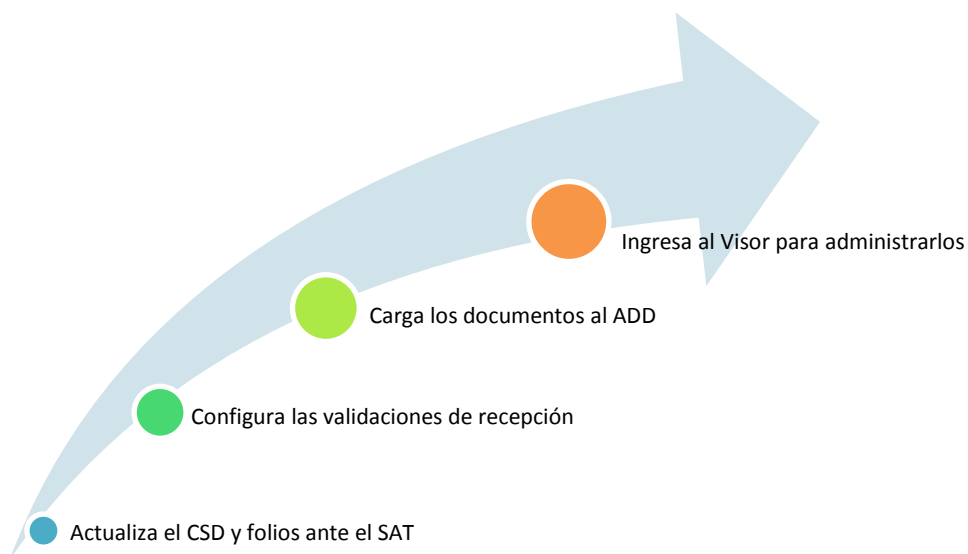 Ingresa al Visor para administrarlos
Carga los documentos al ADD
Configura las validaciones de recepción
Actualiza el CSD y folios ante el SAT